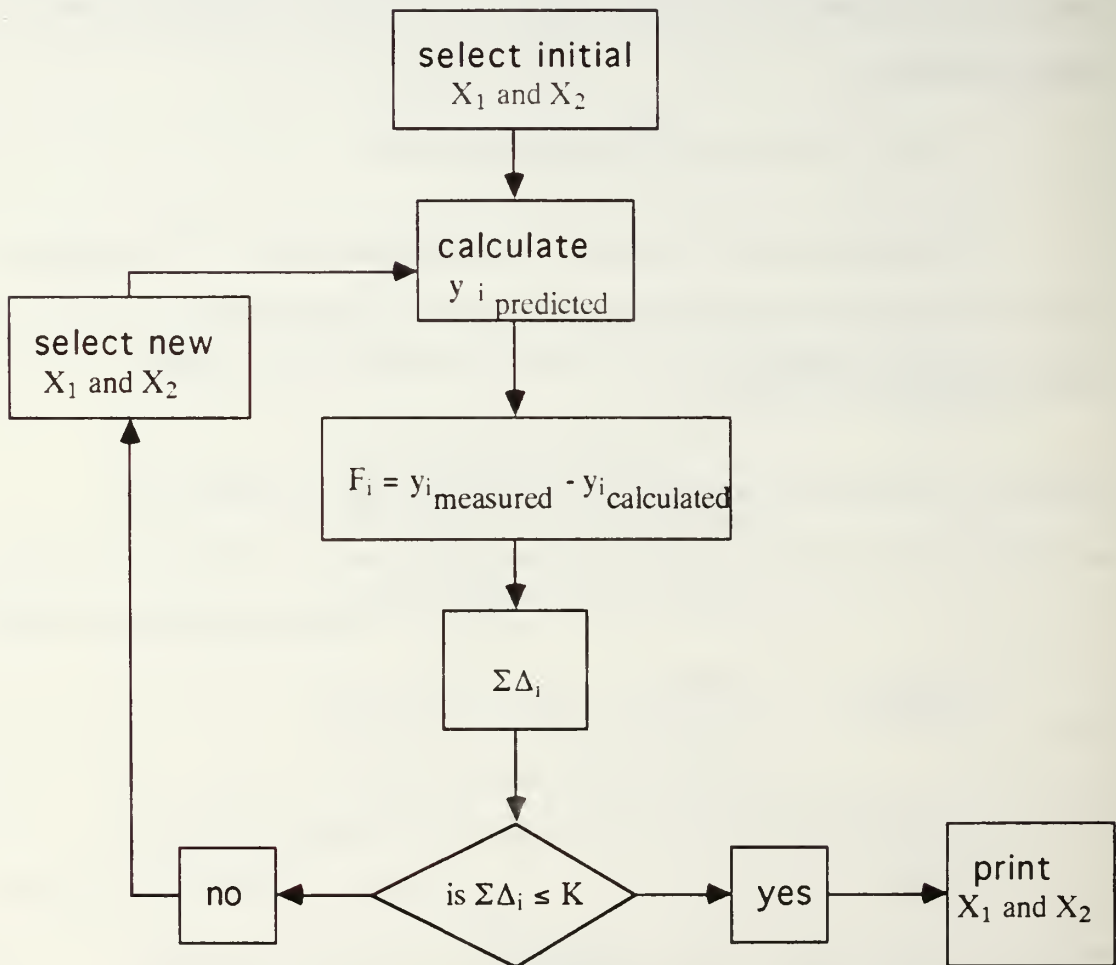 select initial
X₁ and X₂
calculate
y i predicted
select new
X₁ and X₂
Fᵢ = yᵢ measured - yᵢ calculated
ΣΔᵢ
is ΣΔᵢ ≤ K
no
yes
print
X₁ and X₂